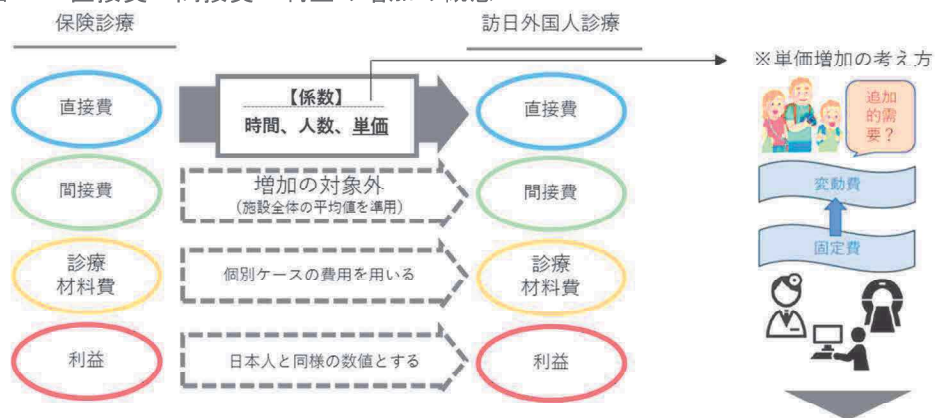 保険診療
訪日外国人診療
※単価増加の考え方
直接費
【係数】
時間、人数、単価
直接費
追加
的需
要？
間接費
増加の対象外
(施設全体の平均値を準用)
間接費
変動費
固定費
診療
材料費
個別ケースの費用を用いる
診療
材料費
利益
日本人と同様の数値とする
利益